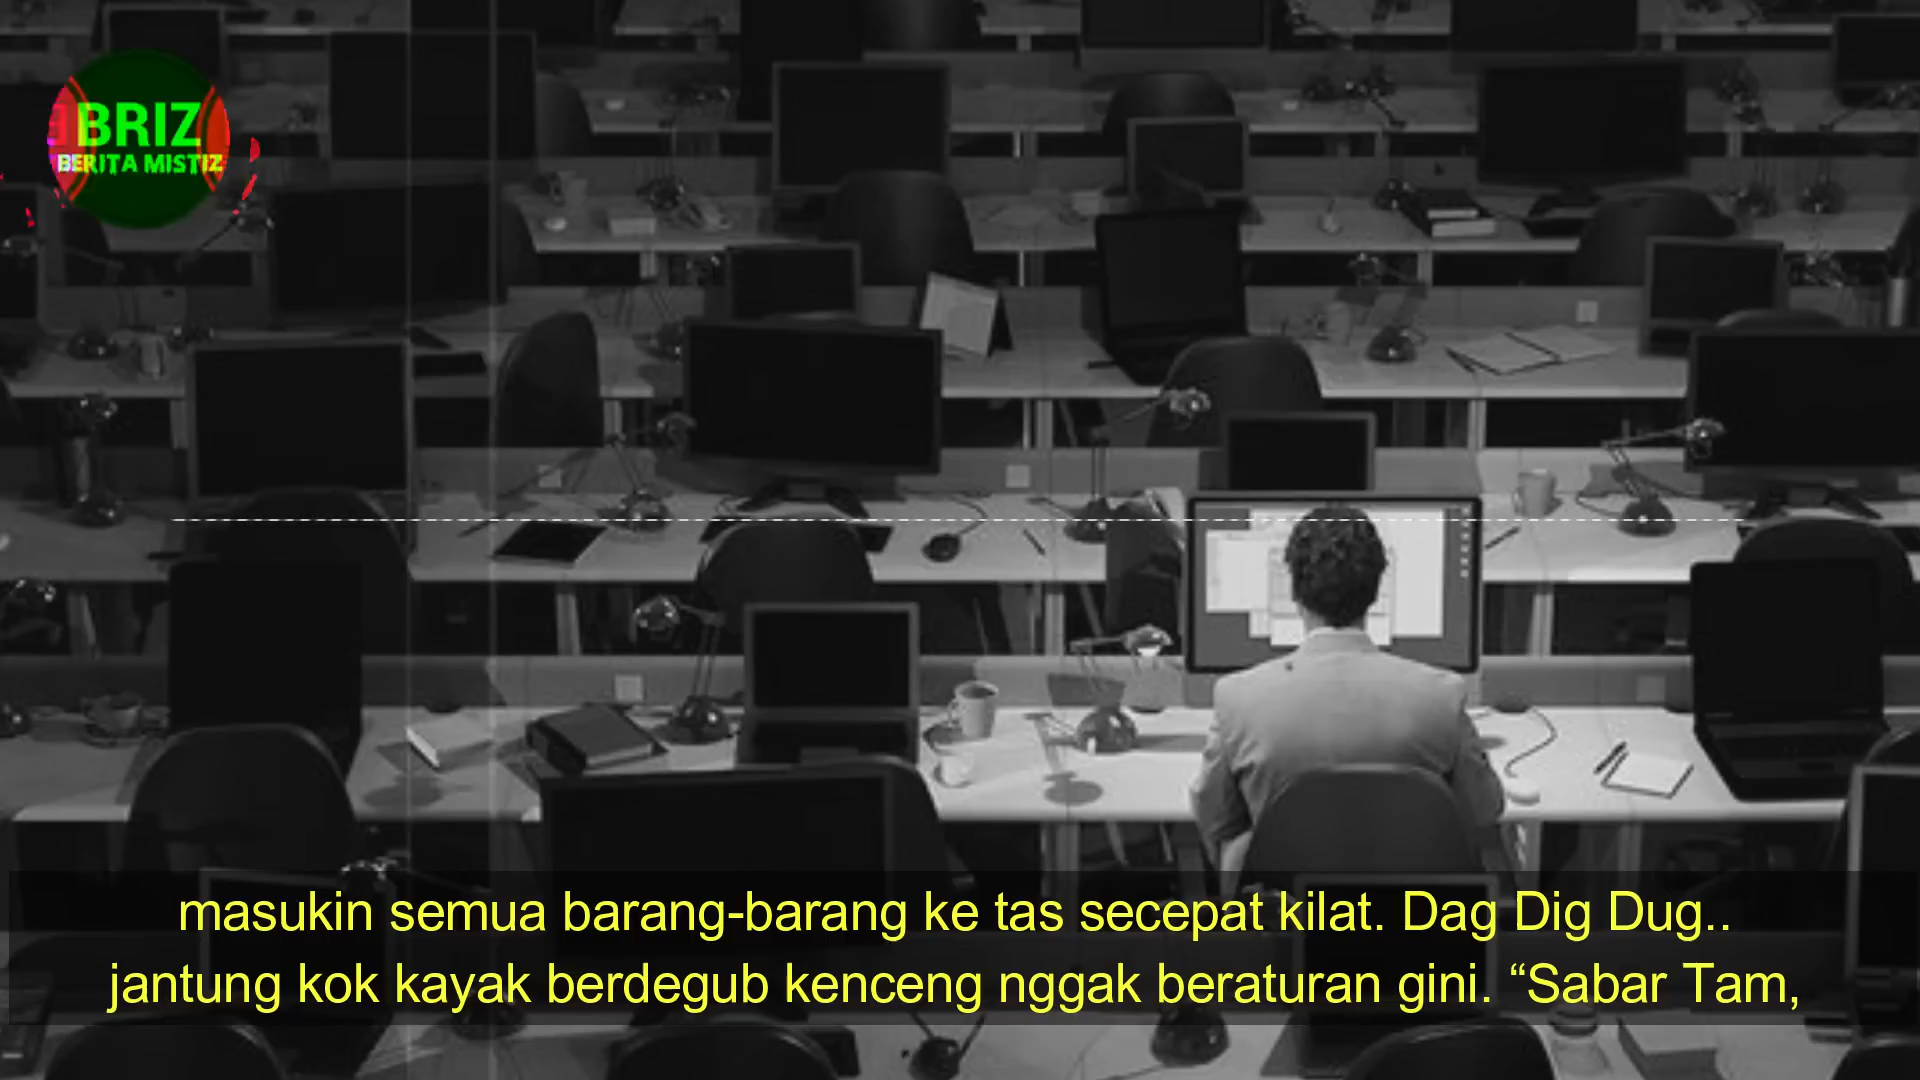 BRIZ
BERITA MISTIZ
masukin semua barang-barang ke tas secepat kilat. Dag Dig Dug..
jantung kok kayak berdegub kenceng nggak beraturan gini. “Sabar Tam,